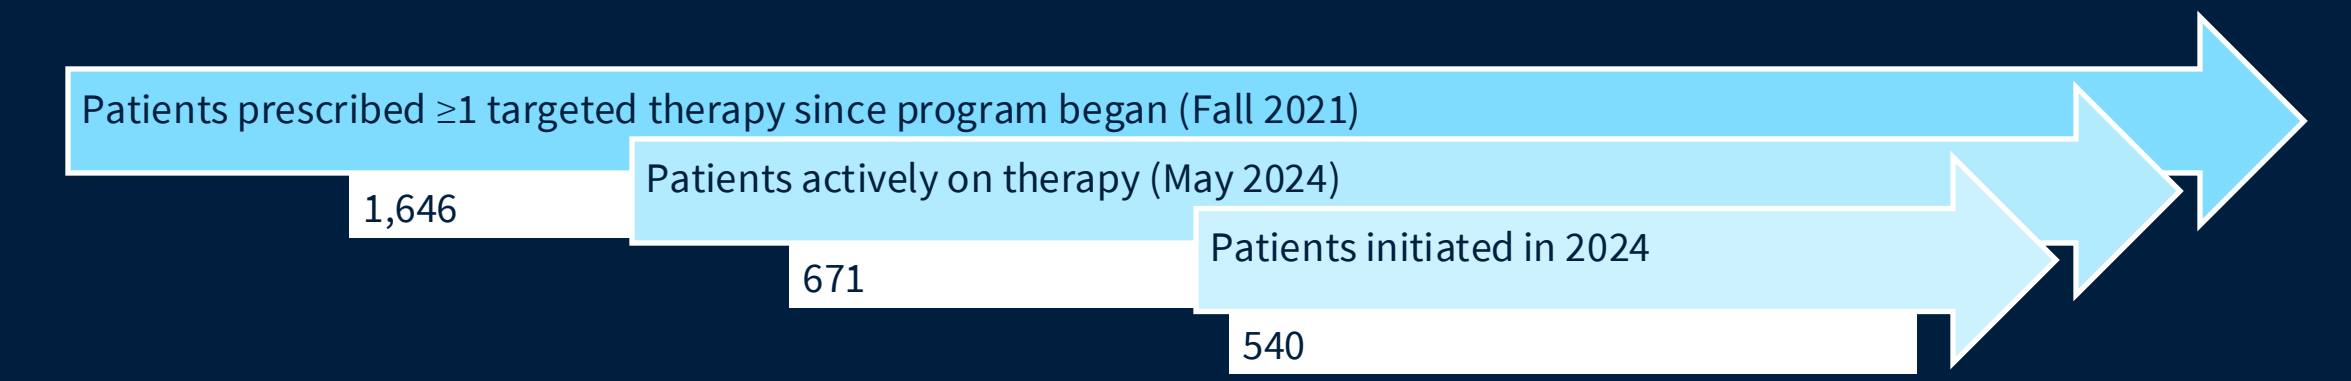 Patients prescribed ≥1 targeted therapy since program began (Fall 2021)
1,646
Patients actively on therapy (May 2024)
671
Patients initiated in 2024
540